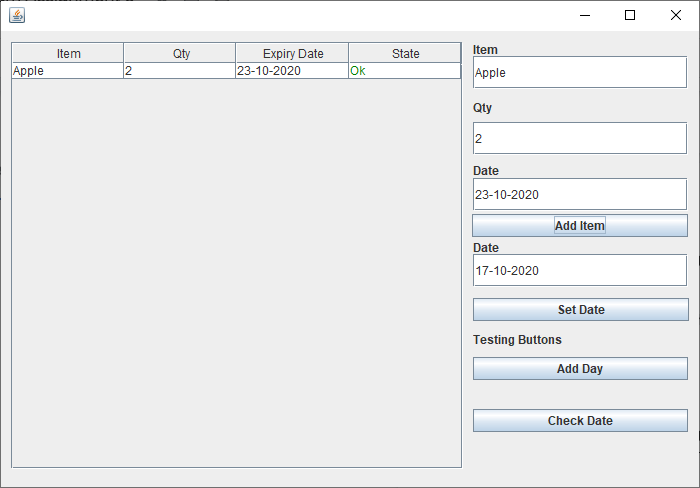 Item Qty Expiry Date State
Apple 2 23-10-2020 Ok
Item
Apple
Qty
2
Date
23-10-2020
Add Item
Date
17-10-2020
Set Date
Testing Buttons
Add Day
Check Date